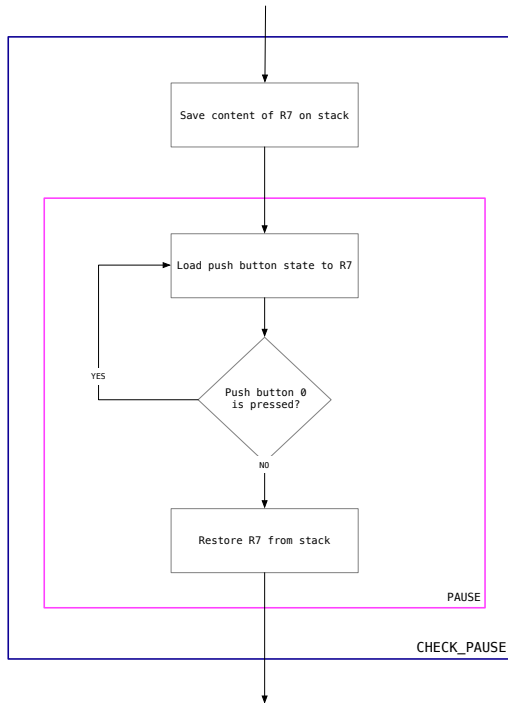 Save content of R7 on stack
Load push button state to R7
YES
Push button 0
is pressed?
NO
Restore R7 from stack
PAUSE
CHECK_PAUSE